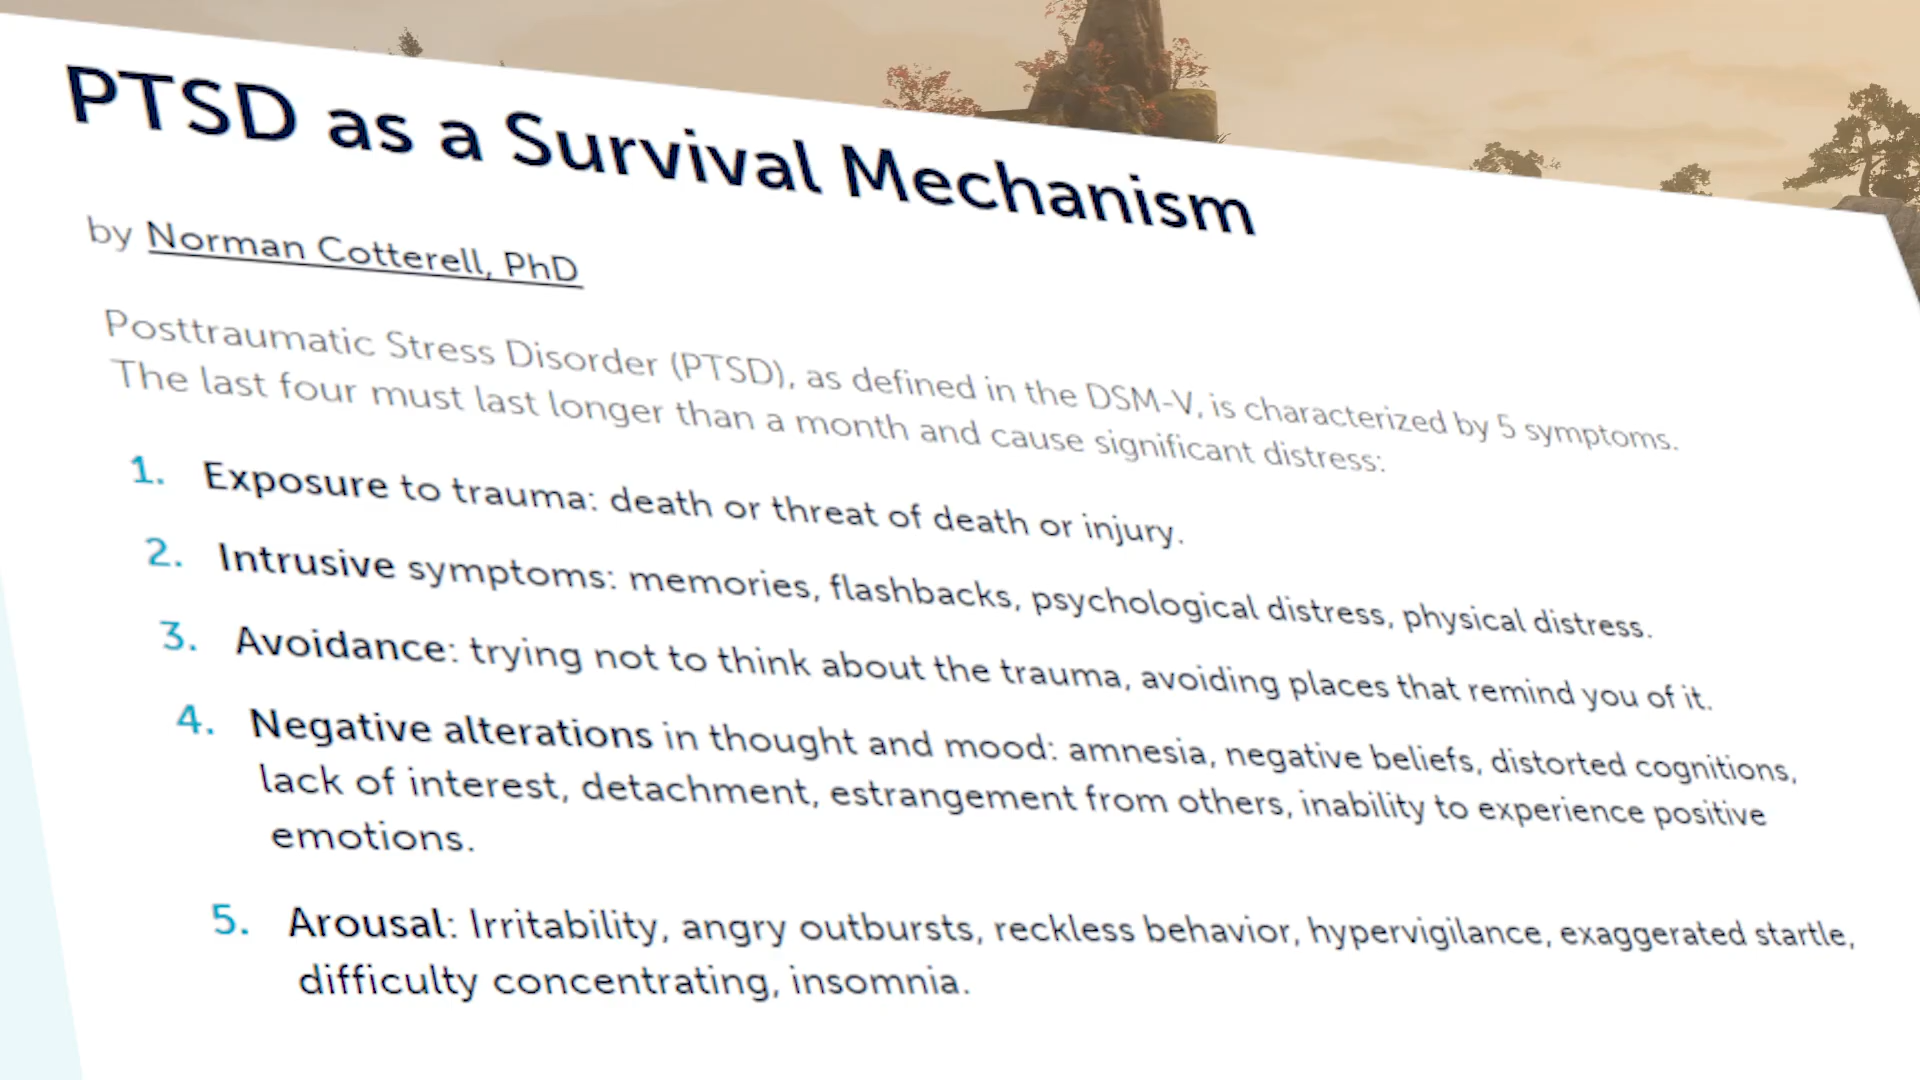 PTSD as a Survival Mechanism
by Norman Cotterell, PhD
Posttraumatic Stress Disorder (PTSD), as defined in the DSM-V, is characterized by 5 symptoms.
The last four must last longer than a month and cause significant distress:
1. Exposure to trauma: death or threat of death or injury.
2. Intrusive symptoms: memories, flashbacks, psychological distress, physical distress.
3. Avoidance: trying not to think about the trauma, avoiding places that remind you of it.
4. Negative alterations in thought and mood: amnesia, negative beliefs, distorted cognitions,
lack of interest, detachment, estrangement from others, inability to experience positive
emotions.
5. Arousal: Irritability, angry outbursts, reckless behavior, hypervigilance, exaggerated startle,
difficulty concentrating, insomnia.